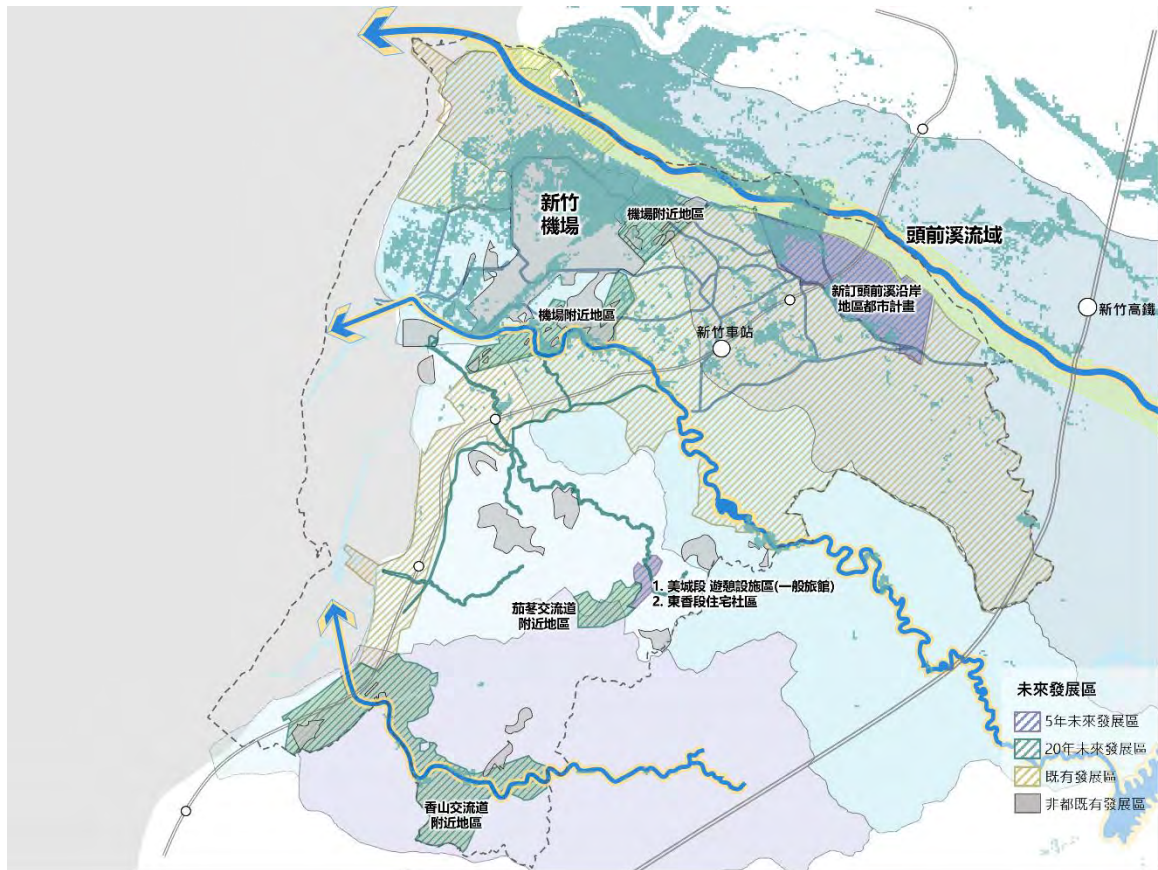 新竹
機場
機場附近地區
頭前溪流域
新訂頭前溪沿岸
地區都市計畫
新竹高鐵
機場附近地區
新竹車站
1. 美城段 遊憩設施區(一般旅館)
2. 東香段住宅社區
茄苳交流道
附近地區
香山交流道
附近地區
未來發展區
5年未來發展區
20年未來發展區
既有發展區
非都既有發展區